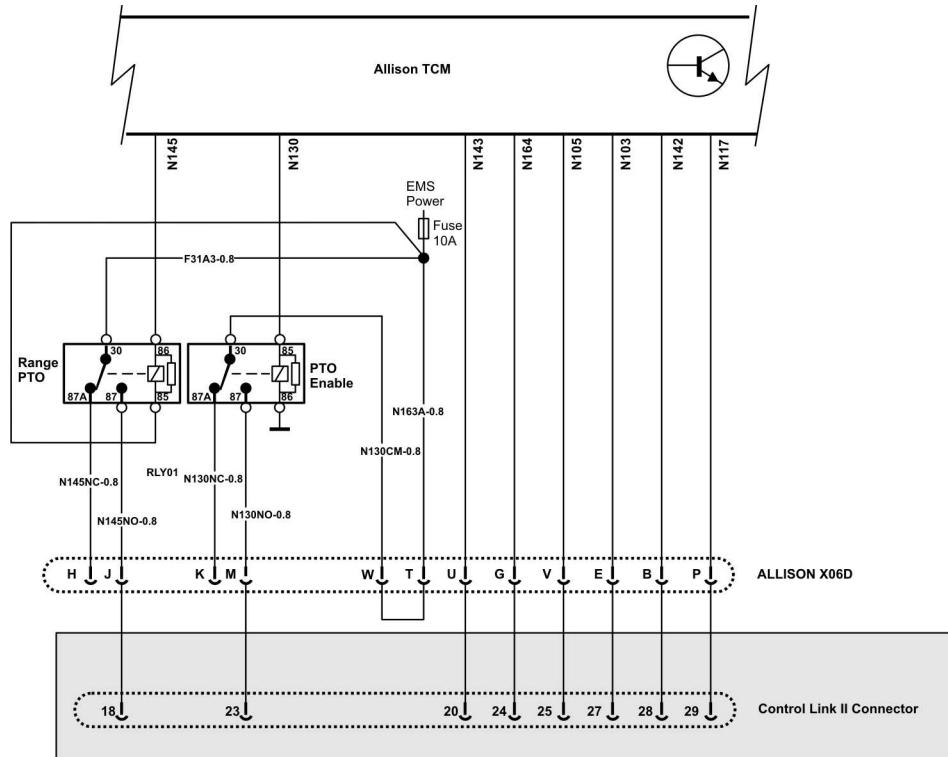 Allison TCM
N145
N130
N143
N164
N105
N103
N142
N117
EMS
Power
Fuse
10A
F31A3-0.8
Range
PTO
30
86
87A
87
85
30
85
87A
87
86
PTO
Enable
N163A-0.8
N130CM-0.8
RLY01
N145NC-0.8
N130NC-0.8
N145NO-0.8
N130NO-0.8
H J K M W T U G V E B P
ALLISON X06D
18 23 20 24 25 27 28 29
Control Link II Connector